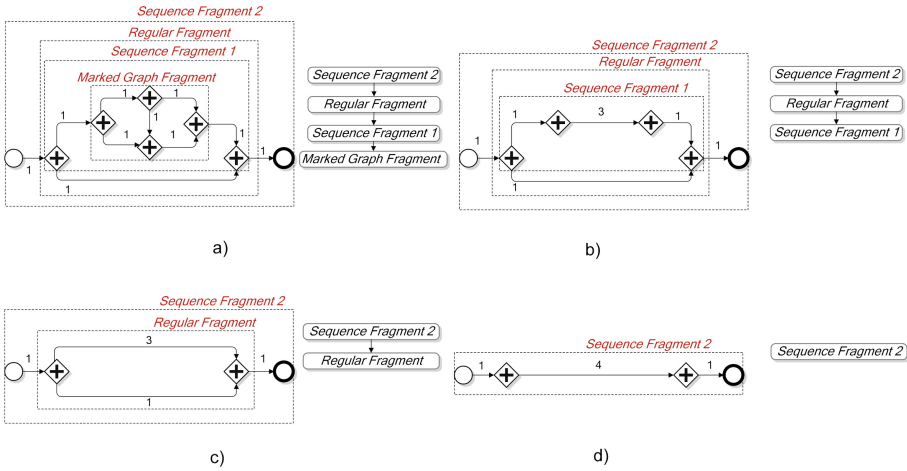 Sequence Fragment 2
Regular Fragment
Sequence Fragment 1
Marked Graph Fragment
1
1
1
1
1
1
1
1
1
1
1
1
Sequence Fragment 2
Regular Fragment
Sequence Fragment 1
Marked Graph Fragment
a)
Sequence Fragment 2
Regular Fragment
Sequence Fragment 1
1
3
1
1
1
1
Sequence Fragment 2
Regular Fragment
Sequence Fragment 1
b)
Sequence Fragment 2
Regular Fragment
3
1
1
1
Sequence Fragment 2
Regular Fragment
c)
Sequence Fragment 2
1
4
1
Sequence Fragment 2
d)